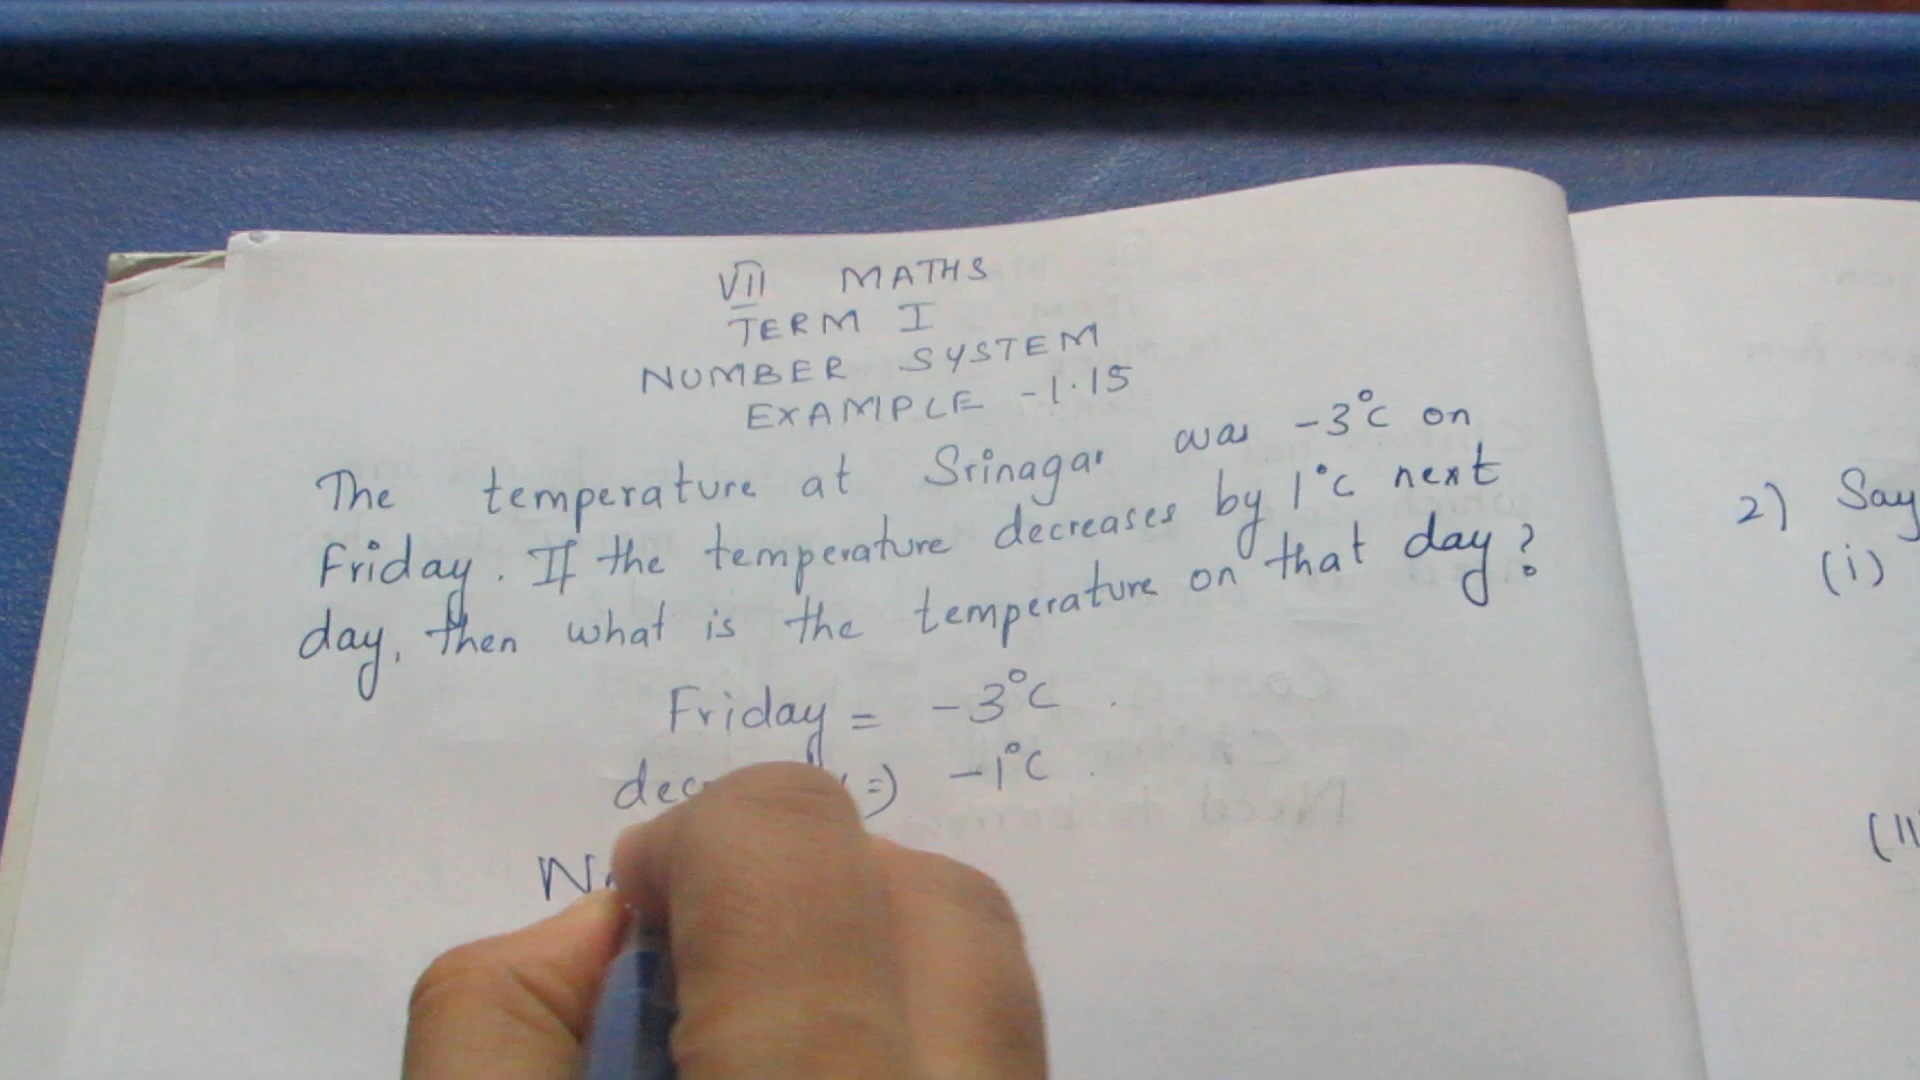 VII MATHS
TERM I
NUMBER SYSTEM
EXAMPLE - 1.15
The temperature at Srinagar was -3°C on
Friday. If the temperature decreases by 1°C next
day, then what is the temperature on that day?
Friday = -3°C
=) -1°C
2) Say
(i)